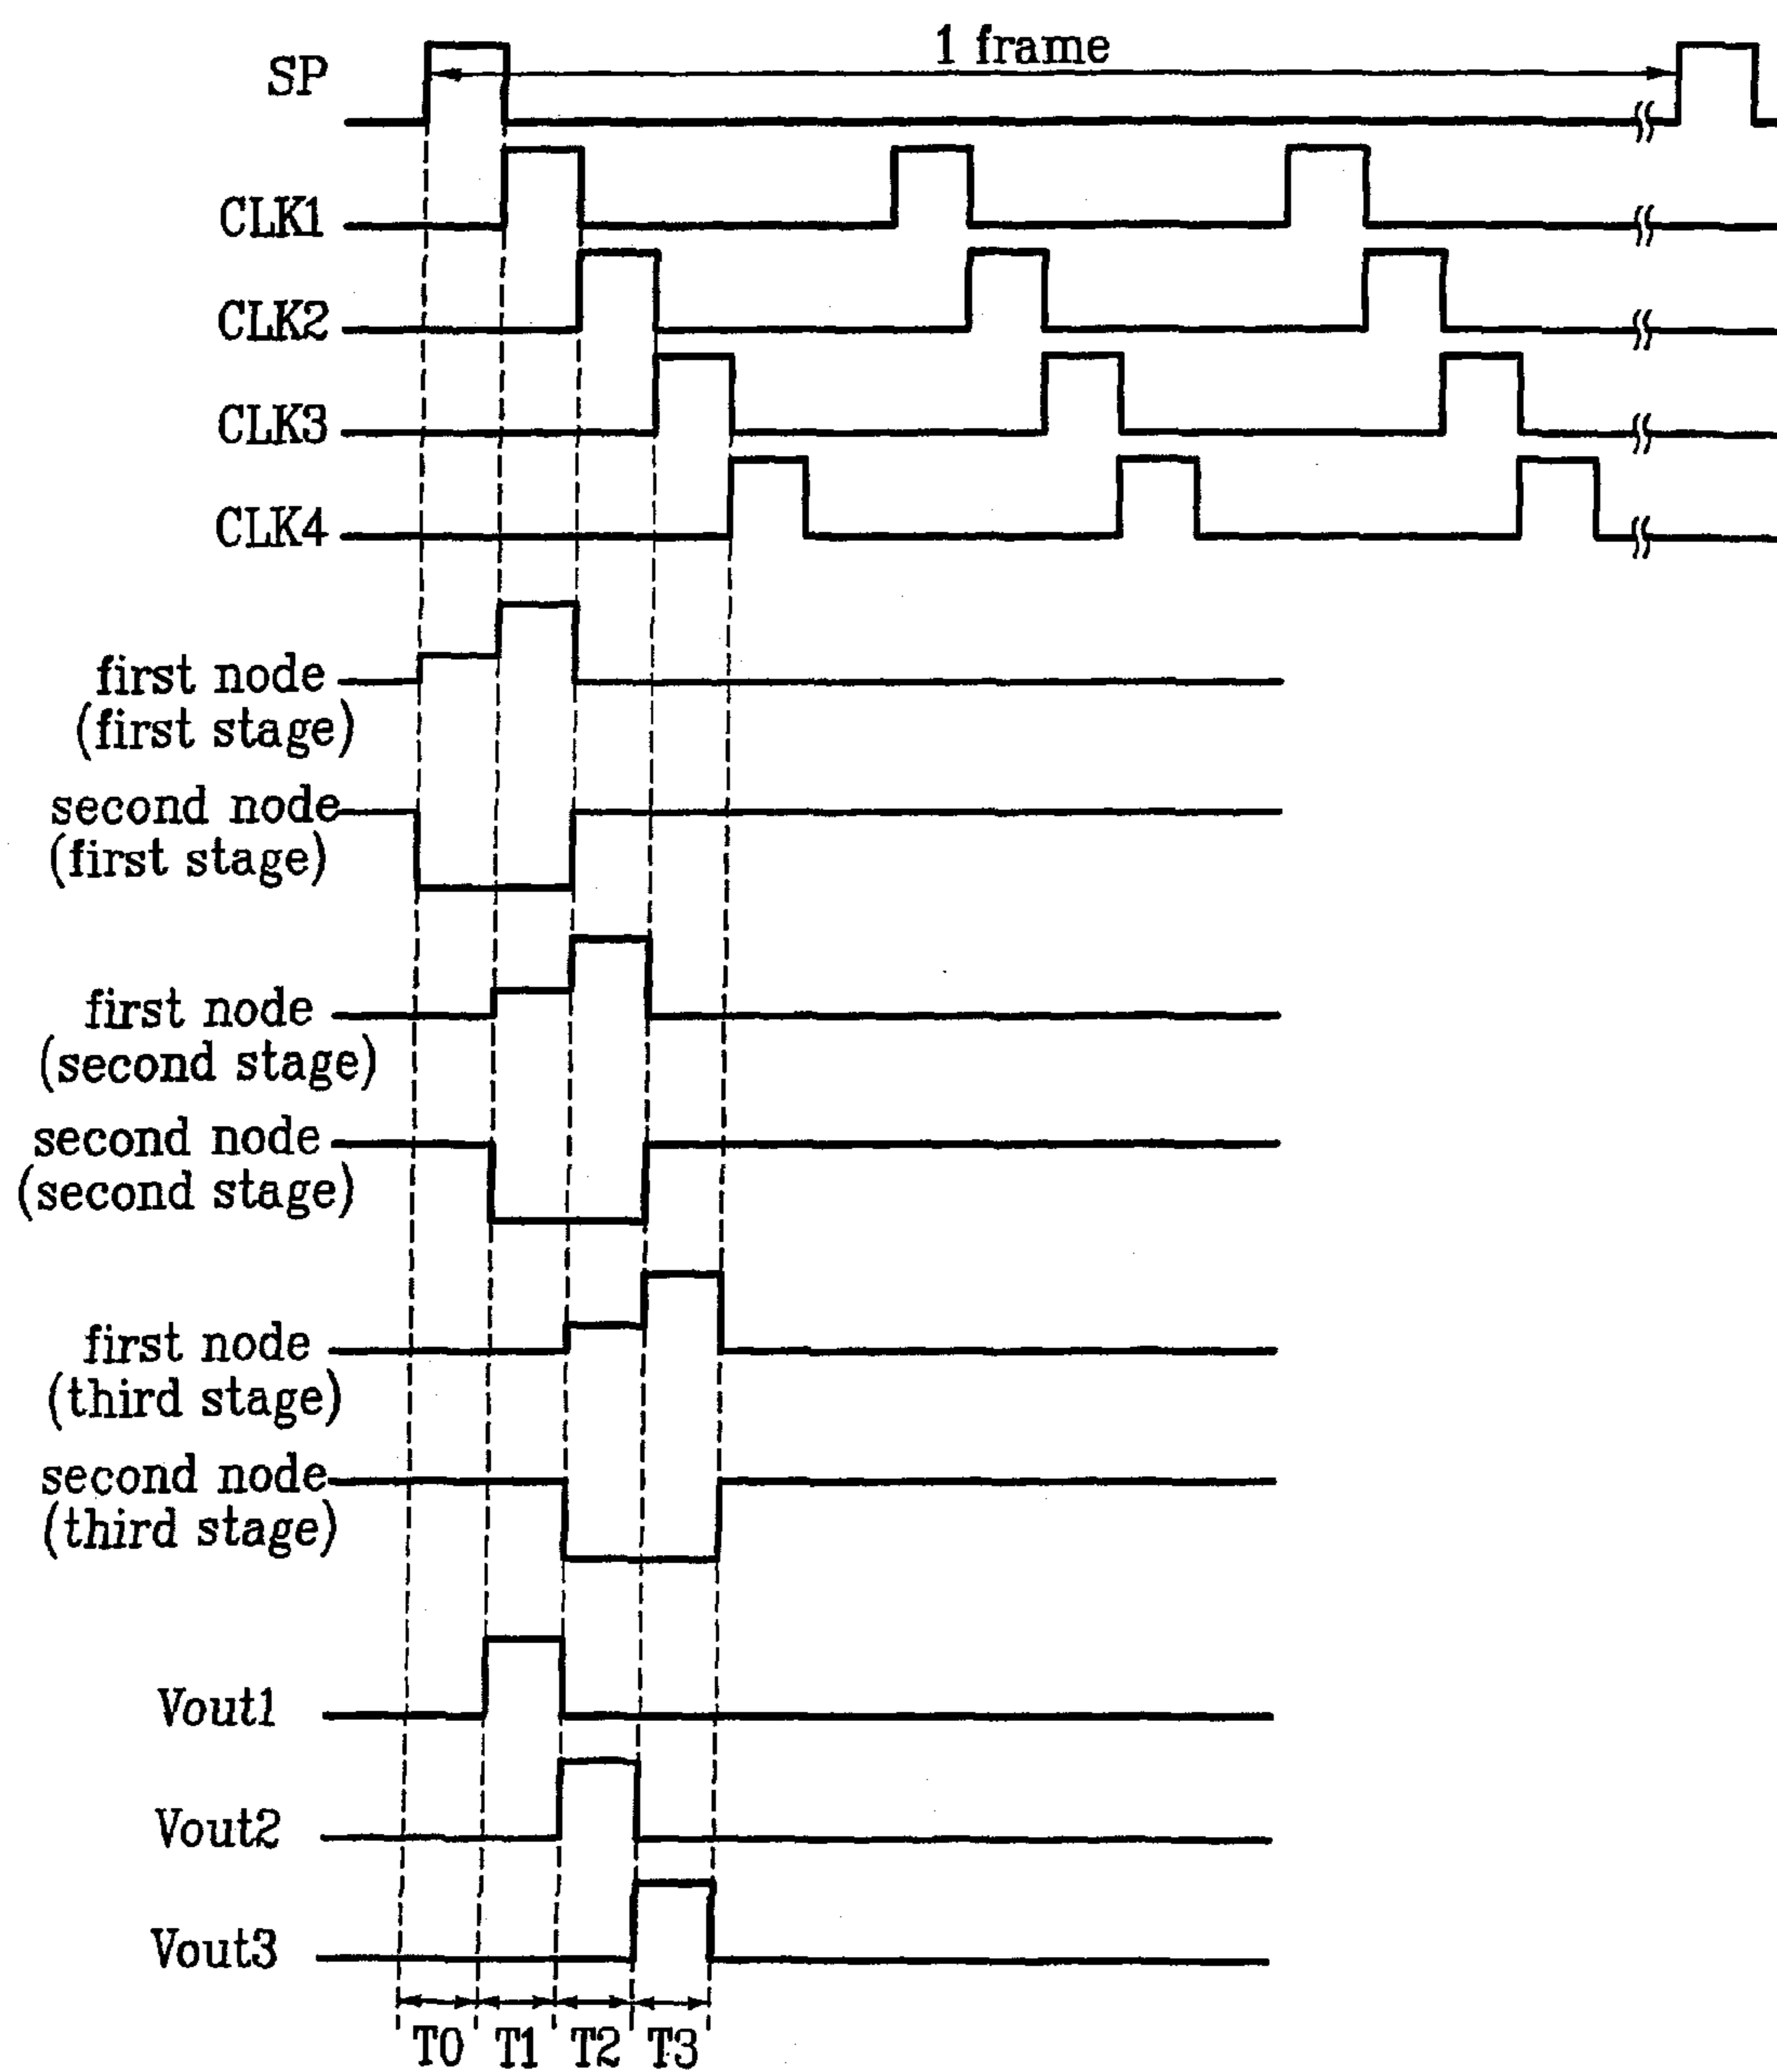 SP
1 frame
CLK1
CLK2
CLK3
CLK4
first node
(first stage)
second node
(first stage)
first node
(second stage)
second node
(second stage)
first node
(third stage)
second node
(third stage)
Vout1
Vout2
Vout3
T0 T1 T2 T3